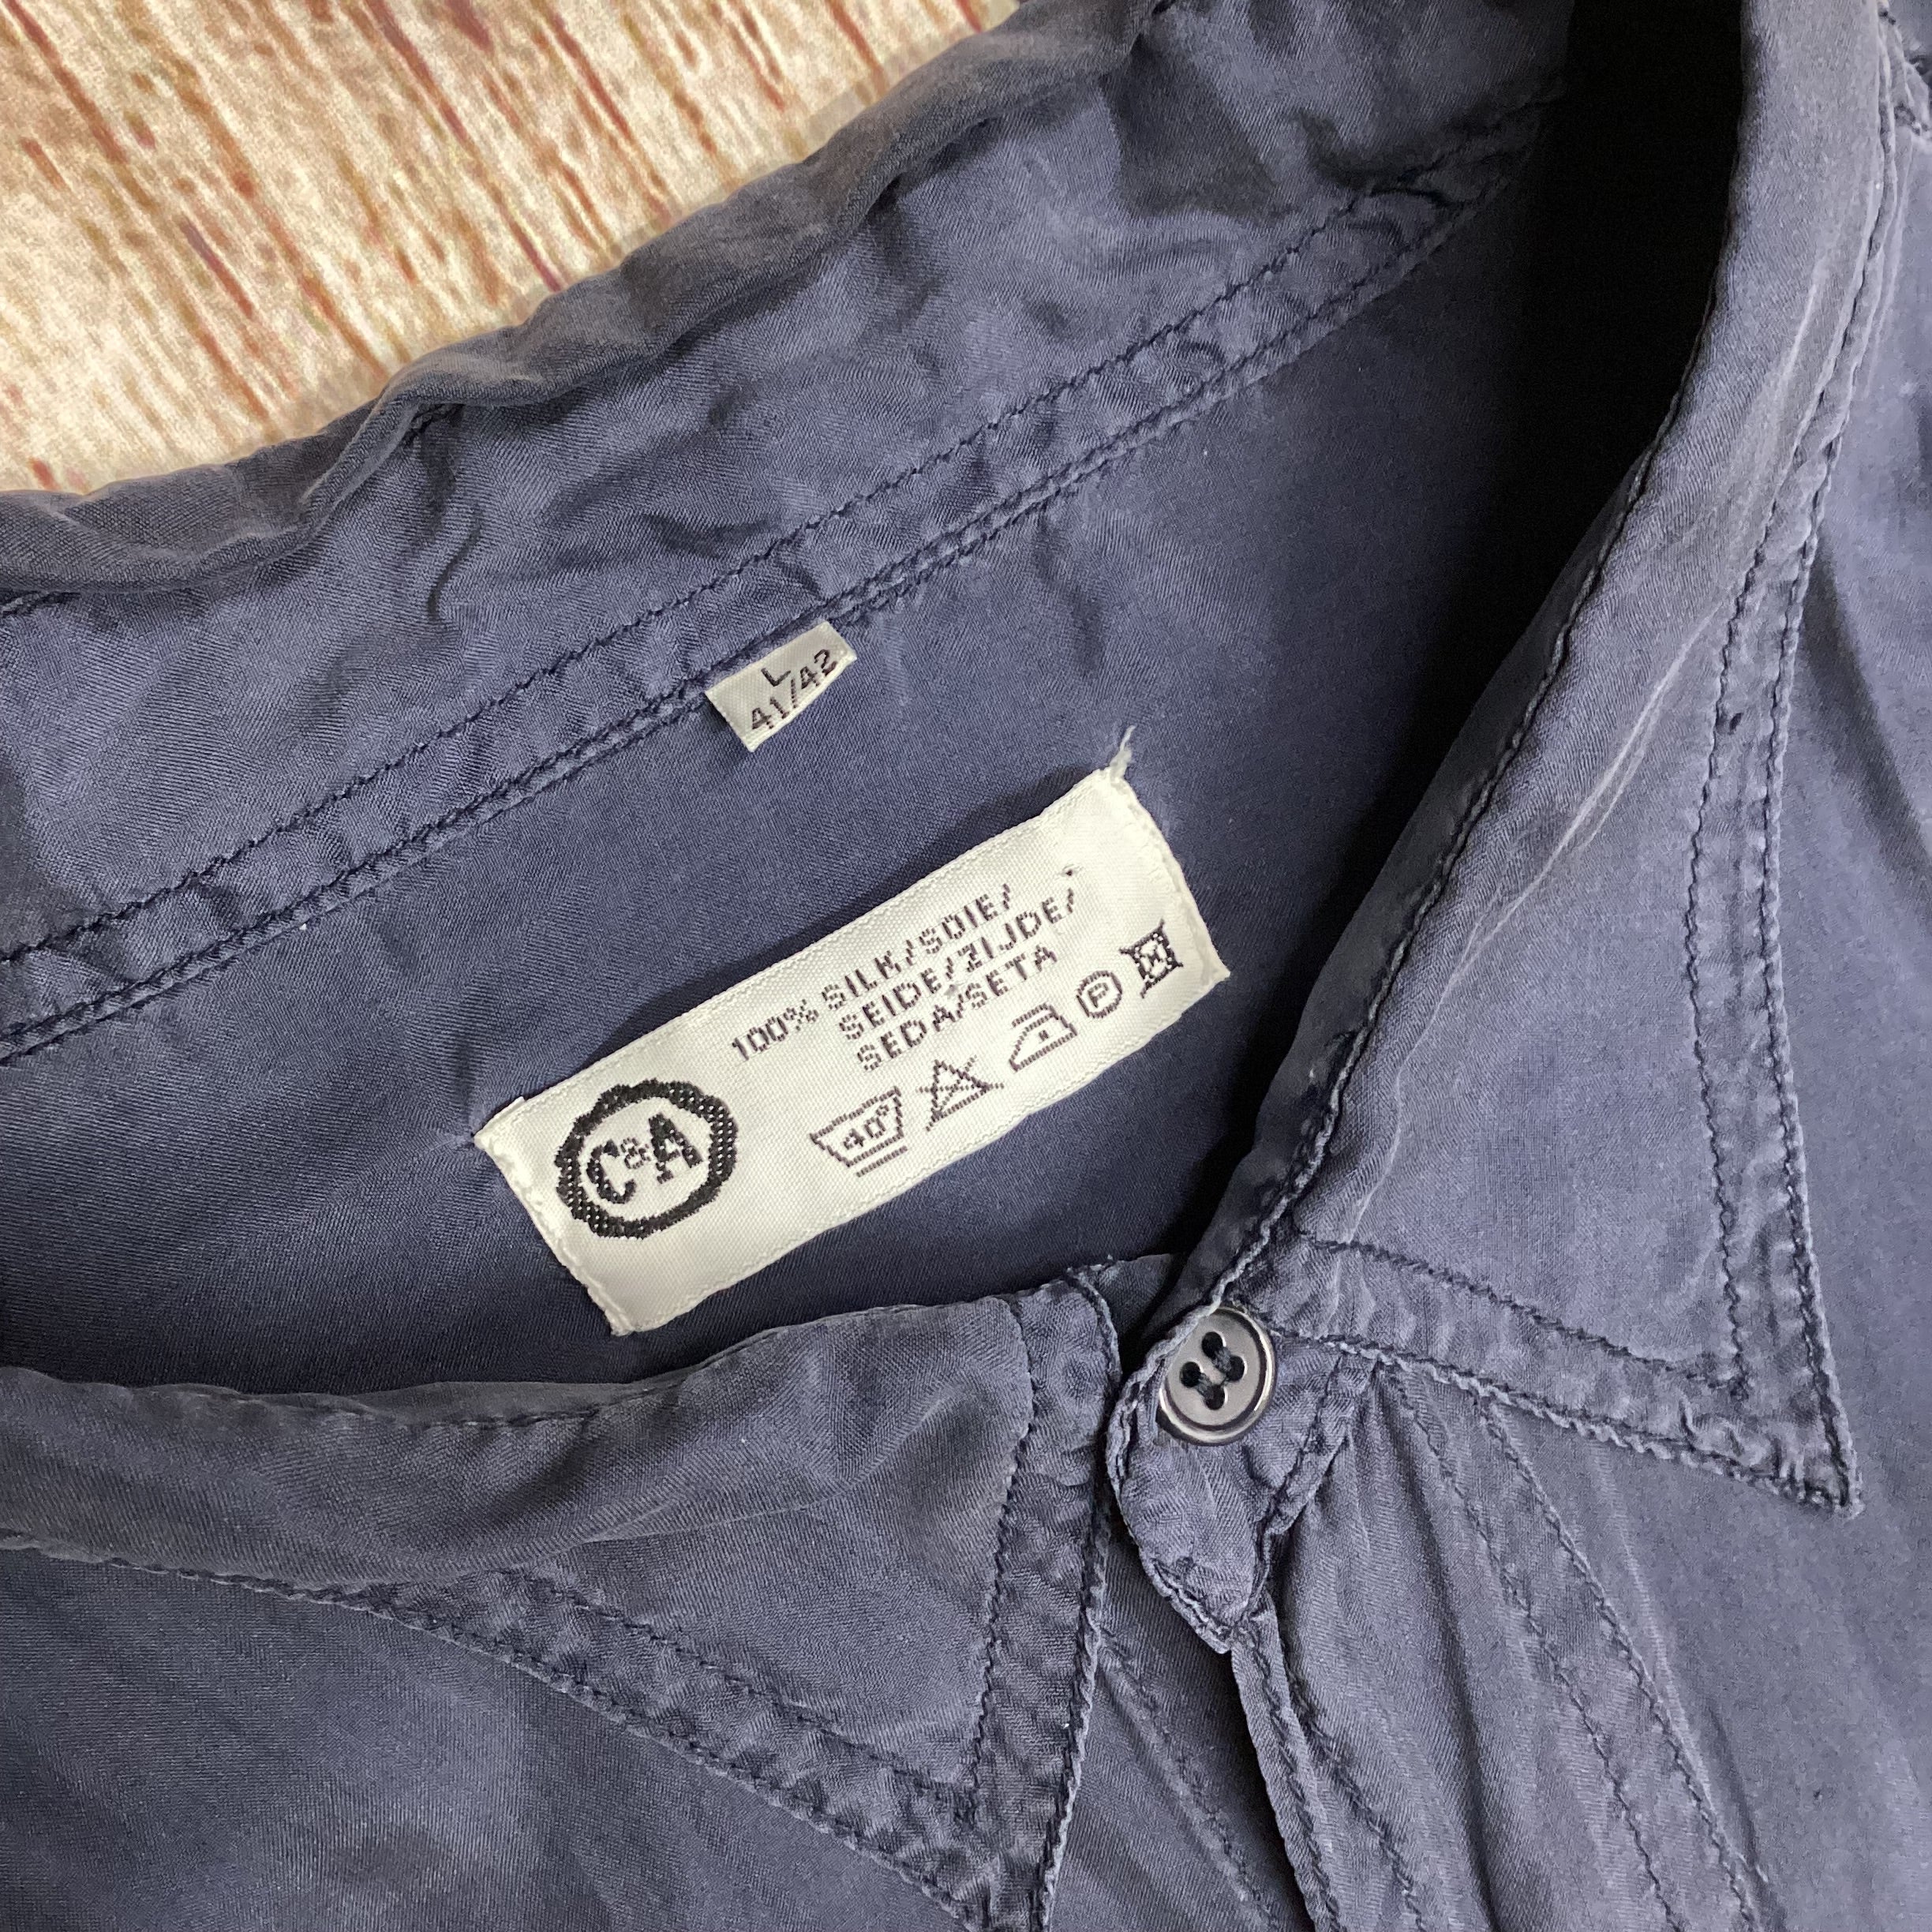 L
41/42
100% SILK/SOIE/
SEIDE/ZIJDE/
SEDA/SETA
C&A
40°
P